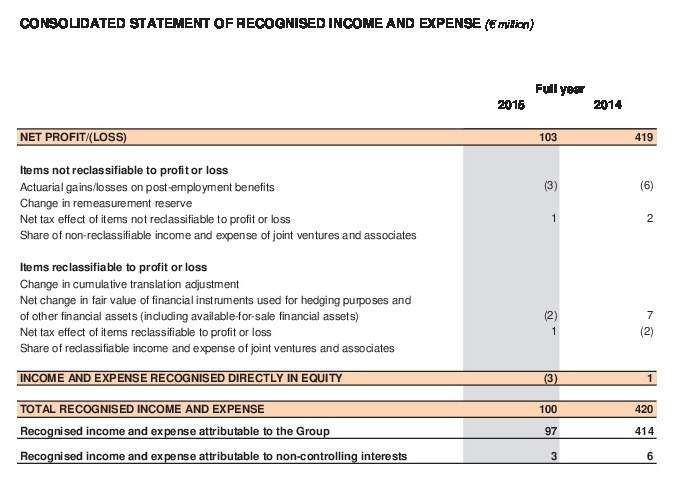 CONSOLIDATED STATEMENT OF RECOGNISED INCOME AND EXPENSE (€ million)
Full year
2015 2014
NET PROFIT/(LOSS) 103 419
Items not reclassifiable to profit or loss
Actuarial gains/losses on post-employment benefits (3) (6)
Change in remeasurement reserve
Net tax effect of items not reclassifiable to profit or loss 1 2
Share of non-reclassifiable income and expense of joint ventures and associates
Items reclassifiable to profit or loss
Change in cumulative translation adjustment
Net change in fair value of financial instruments used for hedging purposes and
of other financial assets (including available-for-sale financial assets) (2) 7
Net tax effect of items reclassifiable to profit or loss 1 (2)
Share of reclassifiable income and expense of joint ventures and associates
INCOME AND EXPENSE RECOGNISED DIRECTLY IN EQUITY (3) 1
TOTAL RECOGNISED INCOME AND EXPENSE 100 420
Recognised income and expense attributable to the Group 97 414
Recognised income and expense attributable to non-controlling interests 3 6